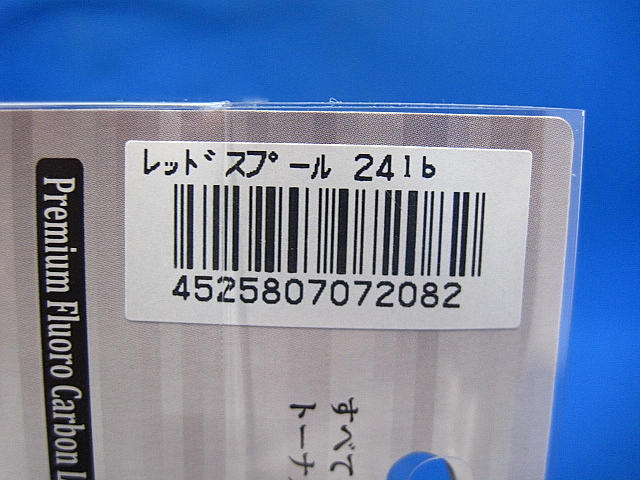 レッドスプール 24lb
4525807072082
Premium Fluoro Carbon
すべて
トーナ